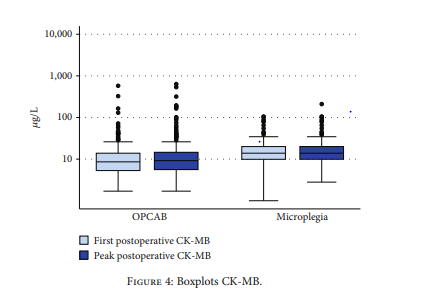 10,000
1,000
100
10
μg/L
OPCAB
Microplegia
First postoperative CK-MB
Peak postoperative CK-MB
Figure 4: Boxplots CK-MB.